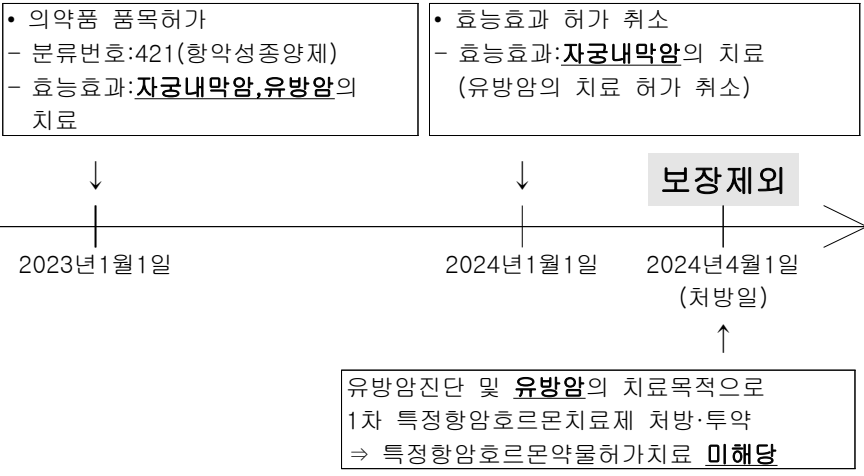 • 의약품 품목허가
- 분류번호:421(항악성종양제)
- 효능효과:자궁내막암,유방암의
치료
• 효능효과 허가 취소
- 효능효과:자궁내막암의 치료
(유방암의 치료 허가 취소)
↓
↓
보장제외
2023년1월1일
2024년1월1일
2024년4월1일
(처방일)
↑
유방암진단 및 유방암의 치료목적으로
1차 특정항암호르몬치료제 처방·투약
⇒ 특정항암호르몬약물허가치료 미해당